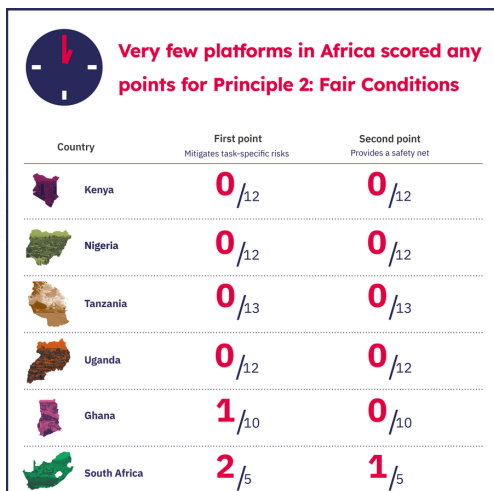 Very few platforms in Africa scored any
points for Principle 2: Fair Conditions
Country First point Second point
Mitigates task-specific risks Provides a safety net
Kenya 0/12 0/12
Nigeria 0/12 0/12
Tanzania 0/13 0/13
Uganda 0/12 0/12
Ghana 1/10 0/10
South Africa 2/5 1/5